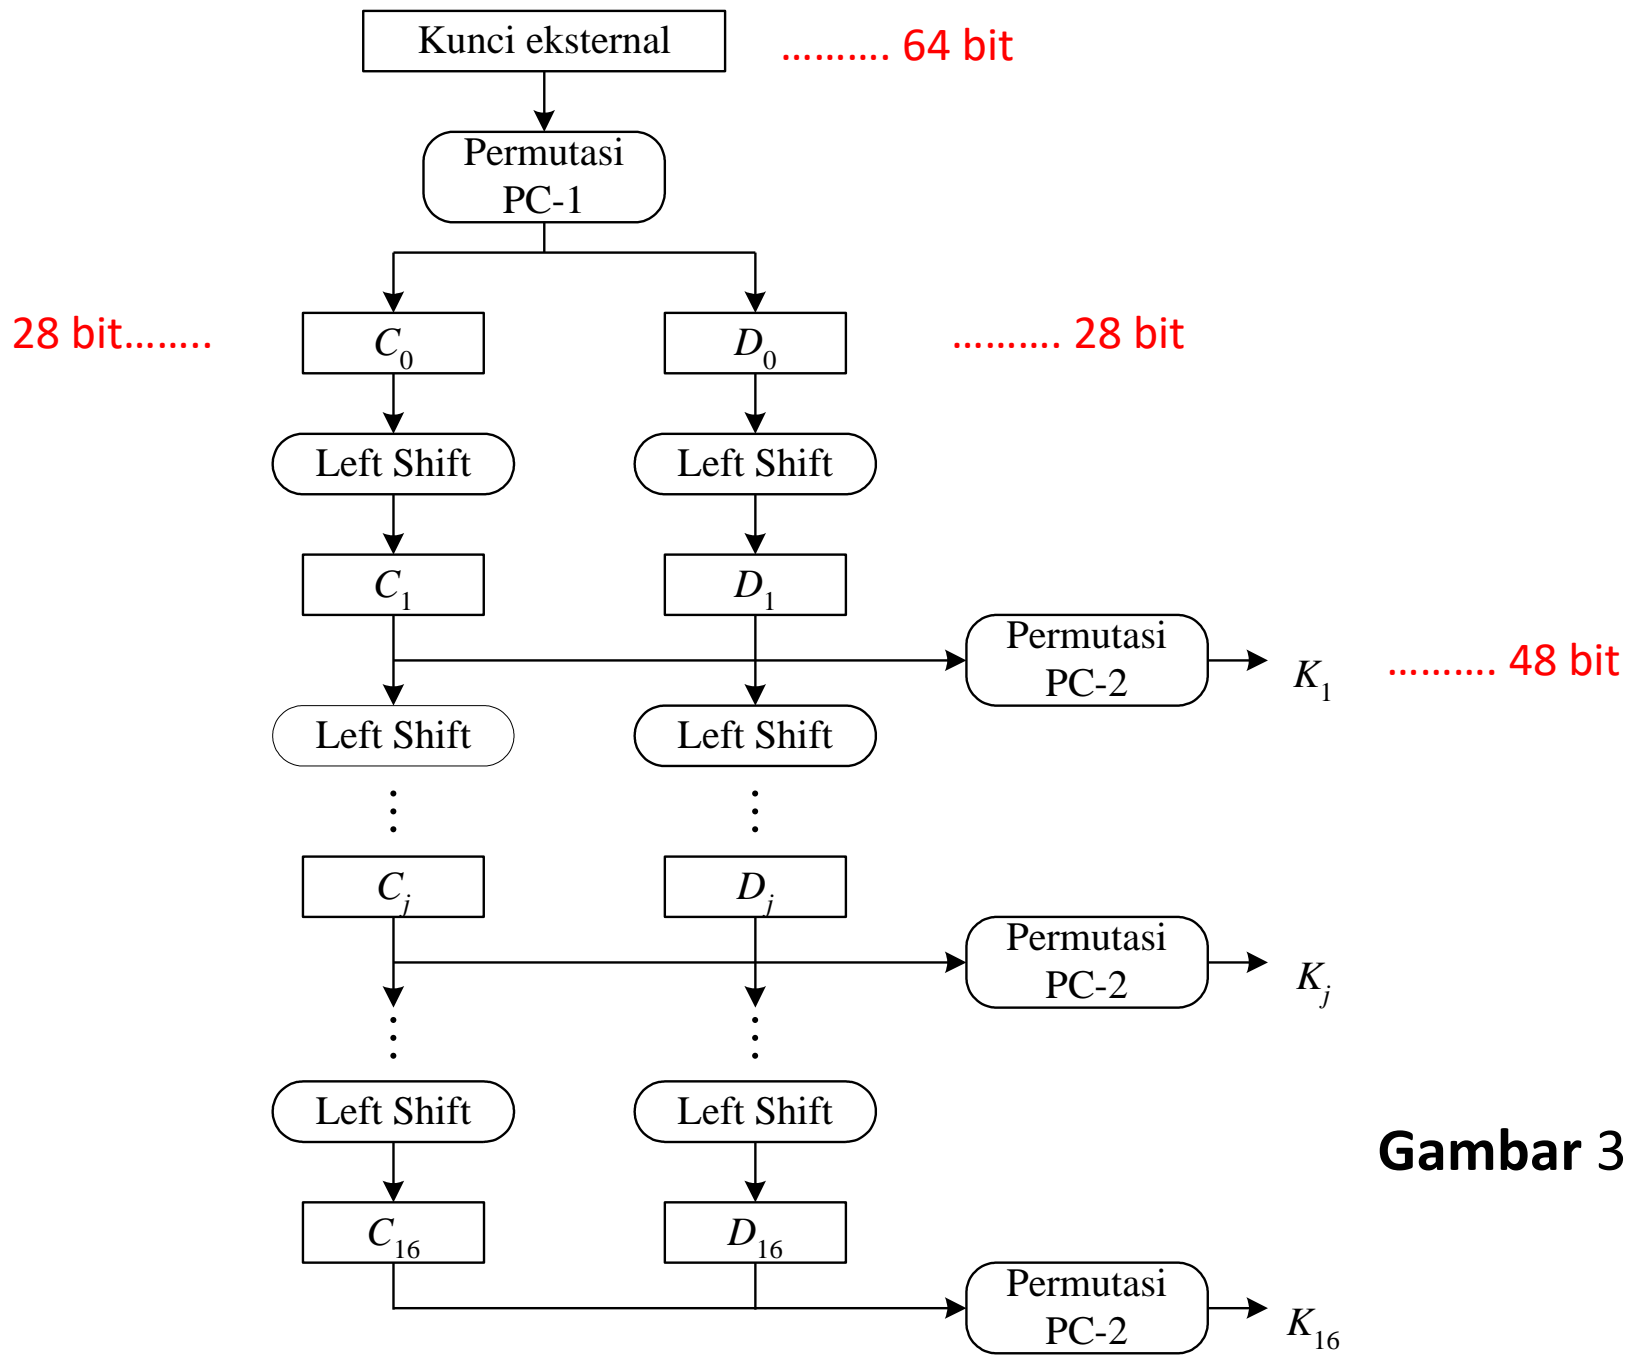 Kunci eksternal
………. 64 bit
Permutasi
PC-1
28 bit……..
C0
D0
………. 28 bit
Left Shift
Left Shift
C1
D1
Permutasi
PC-2
K1
………. 48 bit
Left Shift
Left Shift
⋮
⋮
Cj
Dj
Permutasi
PC-2
Kj
⋮
⋮
Left Shift
Left Shift
Gambar 3
C16
D16
Permutasi
PC-2
K16